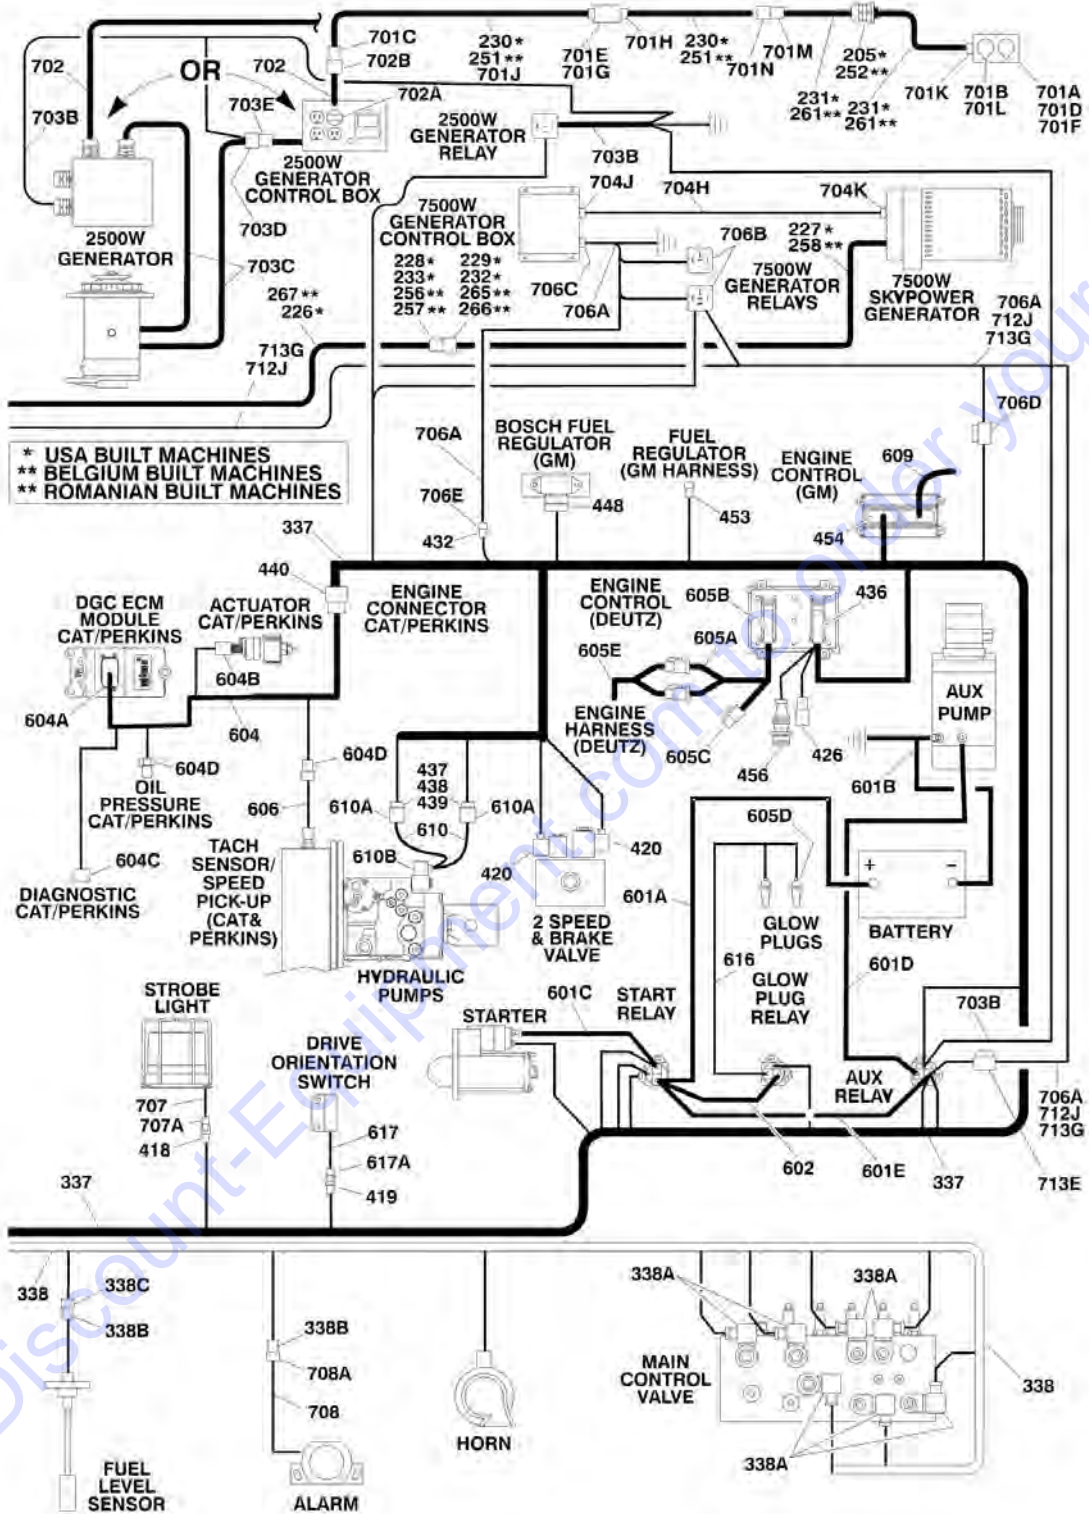 701C
702B
230*
251**
701J
701E
701G
701H
230*
251**
701N
701M
205*
252**
231*
261**
231*
261**
701K
701B
701L
701A
701D
701F
702
OR
702
702A
703B
703E
2500W
GENERATOR
RELAY
703B
2500W
GENERATOR
CONTROL BOX
703D
2500W
GENERATOR
703C
7500W
GENERATOR
CONTROL BOX
704J
704H
704K
228*
233*
256**
257**
229*
232*
265**
266**
706C
706A
706B
7500W
GENERATOR
RELAYS
227*
258**
7500W
SKYPOWER
GENERATOR
267**
226*
713G
712J
706A
712J
713G
* USA BUILT MACHINES
** BELGIUM BUILT MACHINES
** ROMANIAN BUILT MACHINES
706A
706E
432
BOSCH FUEL
REGULATOR
(GM)
448
FUEL
REGULATOR
(GM HARNESS)
453
ENGINE
CONTROL
(GM)
609
454
706D
337
440
ENGINE
CONNECTOR
CAT/PERKINS
DGC ECM
MODULE
CAT/PERKINS
ACTUATOR
CAT/PERKINS
604B
604A
604
604D
OIL
PRESSURE
CAT/PERKINS
604C
DIAGNOSTIC
CAT/PERKINS
604D
606
TACH
SENSOR/
SPEED
PICK-UP
(CAT&
PERKINS)
437
438
439
610A
610
610A
610B
HYDRAULIC
PUMPS
420
420
2 SPEED
& BRAKE
VALVE
ENGINE
CONTROL
(DEUTZ)
605B
436
605E
605A
ENGINE
HARNESS
(DEUTZ)
605C
456
426
AUX
PUMP
601B
605D
+
-
BATTERY
GLOW
PLUGS
601A
616
GLOW
PLUG
RELAY
601D
703B
STROBE
LIGHT
707
707A
418
DRIVE
ORIENTATION
SWITCH
617
617A
419
STARTER
601C
START
RELAY
AUX
RELAY
602
601E
337
706A
712J
713G
713E
337
338
338C
338B
FUEL
LEVEL
SENSOR
338B
708A
708
ALARM
HORN
338A
338A
MAIN
CONTROL
VALVE
338
338A
Discount-Equipment.com to order your